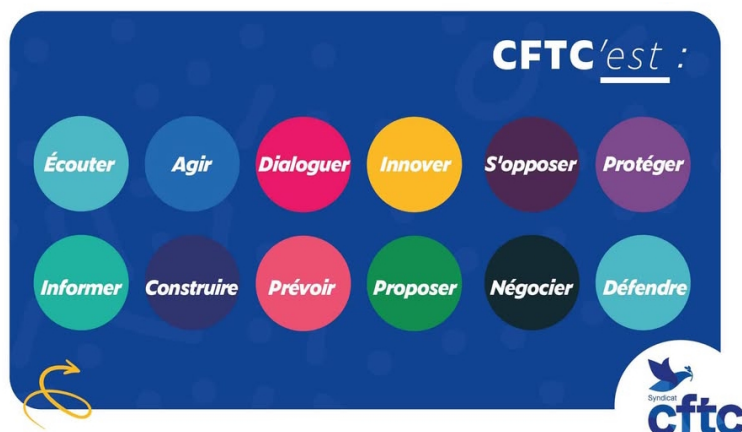 CFTC'est :
Écouter Agir Dialoguer Innover S'opposer Protéger
Informer Construire Prévoir Proposer Négocier Défendre
Syndicat
cftc